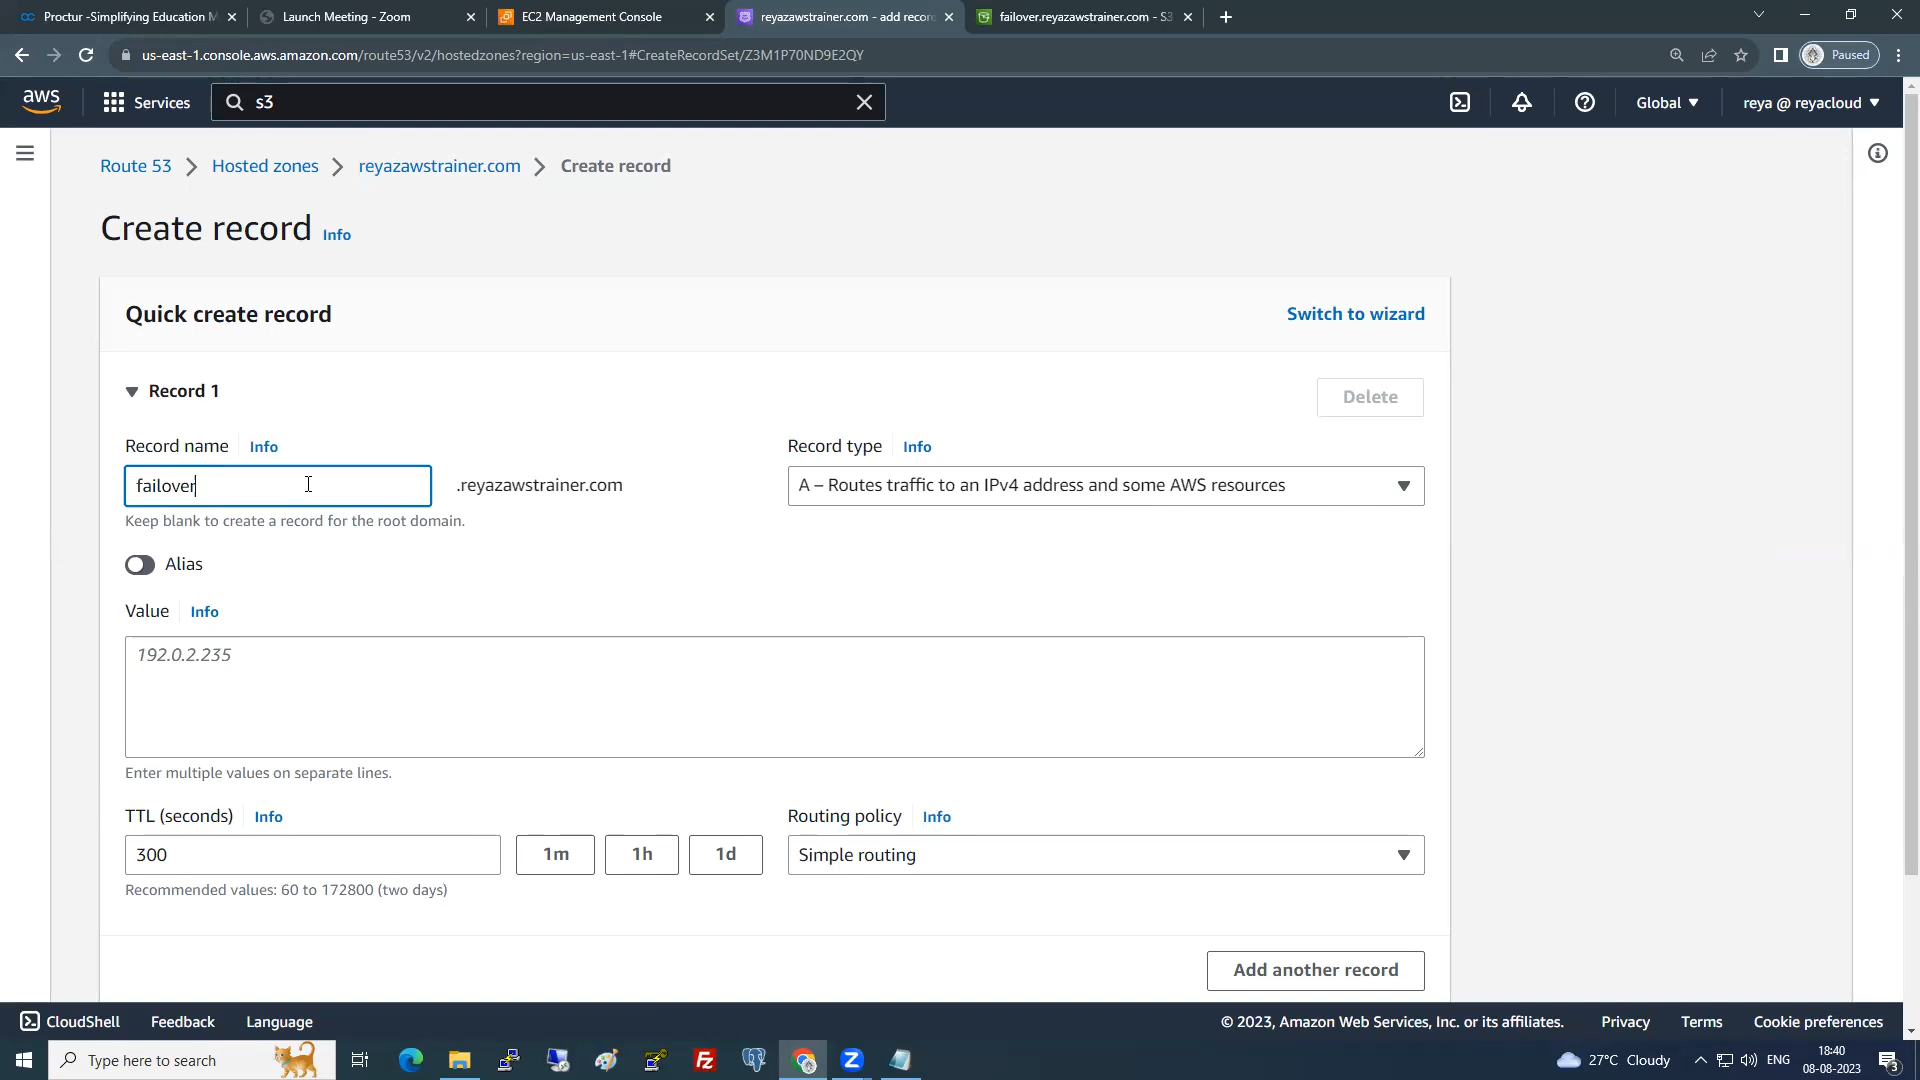 Proctur -Simplifying Education M
Launch Meeting - Zoom
EC2 Management Console
reyazawstrainer.com - add record
failover.reyazawstrainer.com - S3
us-east-1.console.aws.amazon.com/route53/v2/hostedzones?region=us-east-1#CreateRecordSet/Z3M1P70ND9E2QY
Paused
aws
Services
s3
Global
reya @ reyacloud
Route 53
Hosted zones
reyazawstrainer.com
Create record
Create record Info
Quick create record
Switch to wizard
Record 1
Delete
Record name Info
Record type Info
failover
.reyazawstrainer.com
A – Routes traffic to an IPv4 address and some AWS resources
Keep blank to create a record for the root domain.
Alias
Value Info
192.0.2.235
Enter multiple values on separate lines.
TTL (seconds) Info
Routing policy Info
300
1m
1h
1d
Simple routing
Recommended values: 60 to 172800 (two days)
Add another record
CloudShell
Feedback
Language
© 2023, Amazon Web Services, Inc. or its affiliates.
Privacy
Terms
Cookie preferences
Type here to search
27°C Cloudy
ENG
18:40
08-08-2023
3